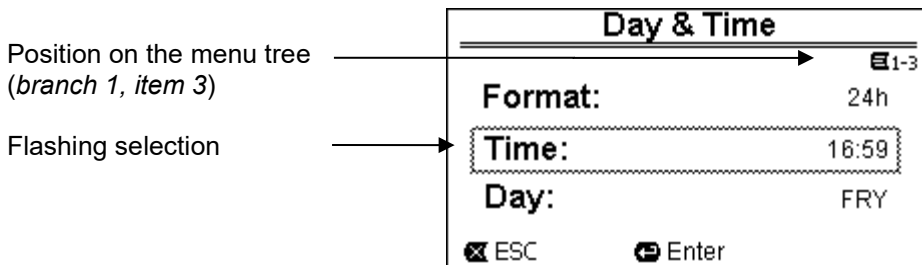 Day & Time
Position on the menu tree
(branch 1, item 3)
1-3
Format: 24h
Flashing selection
Time: 16:59
Day: FRY
ESC Enter